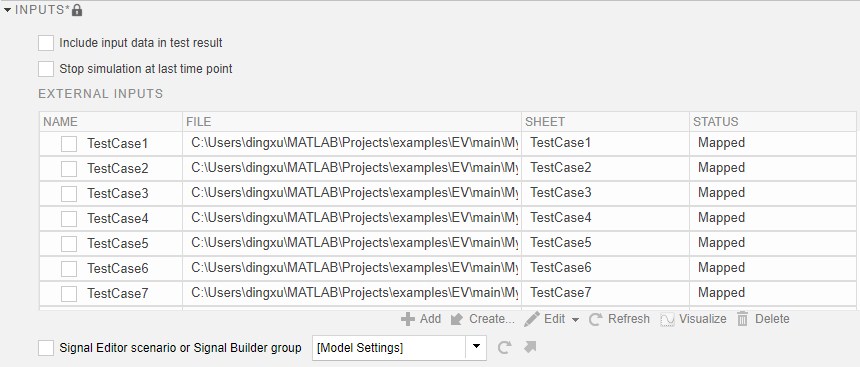 INPUTS*
Include input data in test result
Stop simulation at last time point
EXTERNAL INPUTS
NAME FILE SHEET STATUS
TestCase1 C:\Users\dingxu\MATLAB\Projects\examples\EV\main\My TestCase1 Mapped
TestCase2 C:\Users\dingxu\MATLAB\Projects\examples\EV\main\My TestCase2 Mapped
TestCase3 C:\Users\dingxu\MATLAB\Projects\examples\EV\main\My TestCase3 Mapped
TestCase4 C:\Users\dingxu\MATLAB\Projects\examples\EV\main\My TestCase4 Mapped
TestCase5 C:\Users\dingxu\MATLAB\Projects\examples\EV\main\My TestCase5 Mapped
TestCase6 C:\Users\dingxu\MATLAB\Projects\examples\EV\main\My TestCase6 Mapped
TestCase7 C:\Users\dingxu\MATLAB\Projects\examples\EV\main\My TestCase7 Mapped
Add Create... Edit Refresh Visualize Delete
Signal Editor scenario or Signal Builder group [Model Settings]